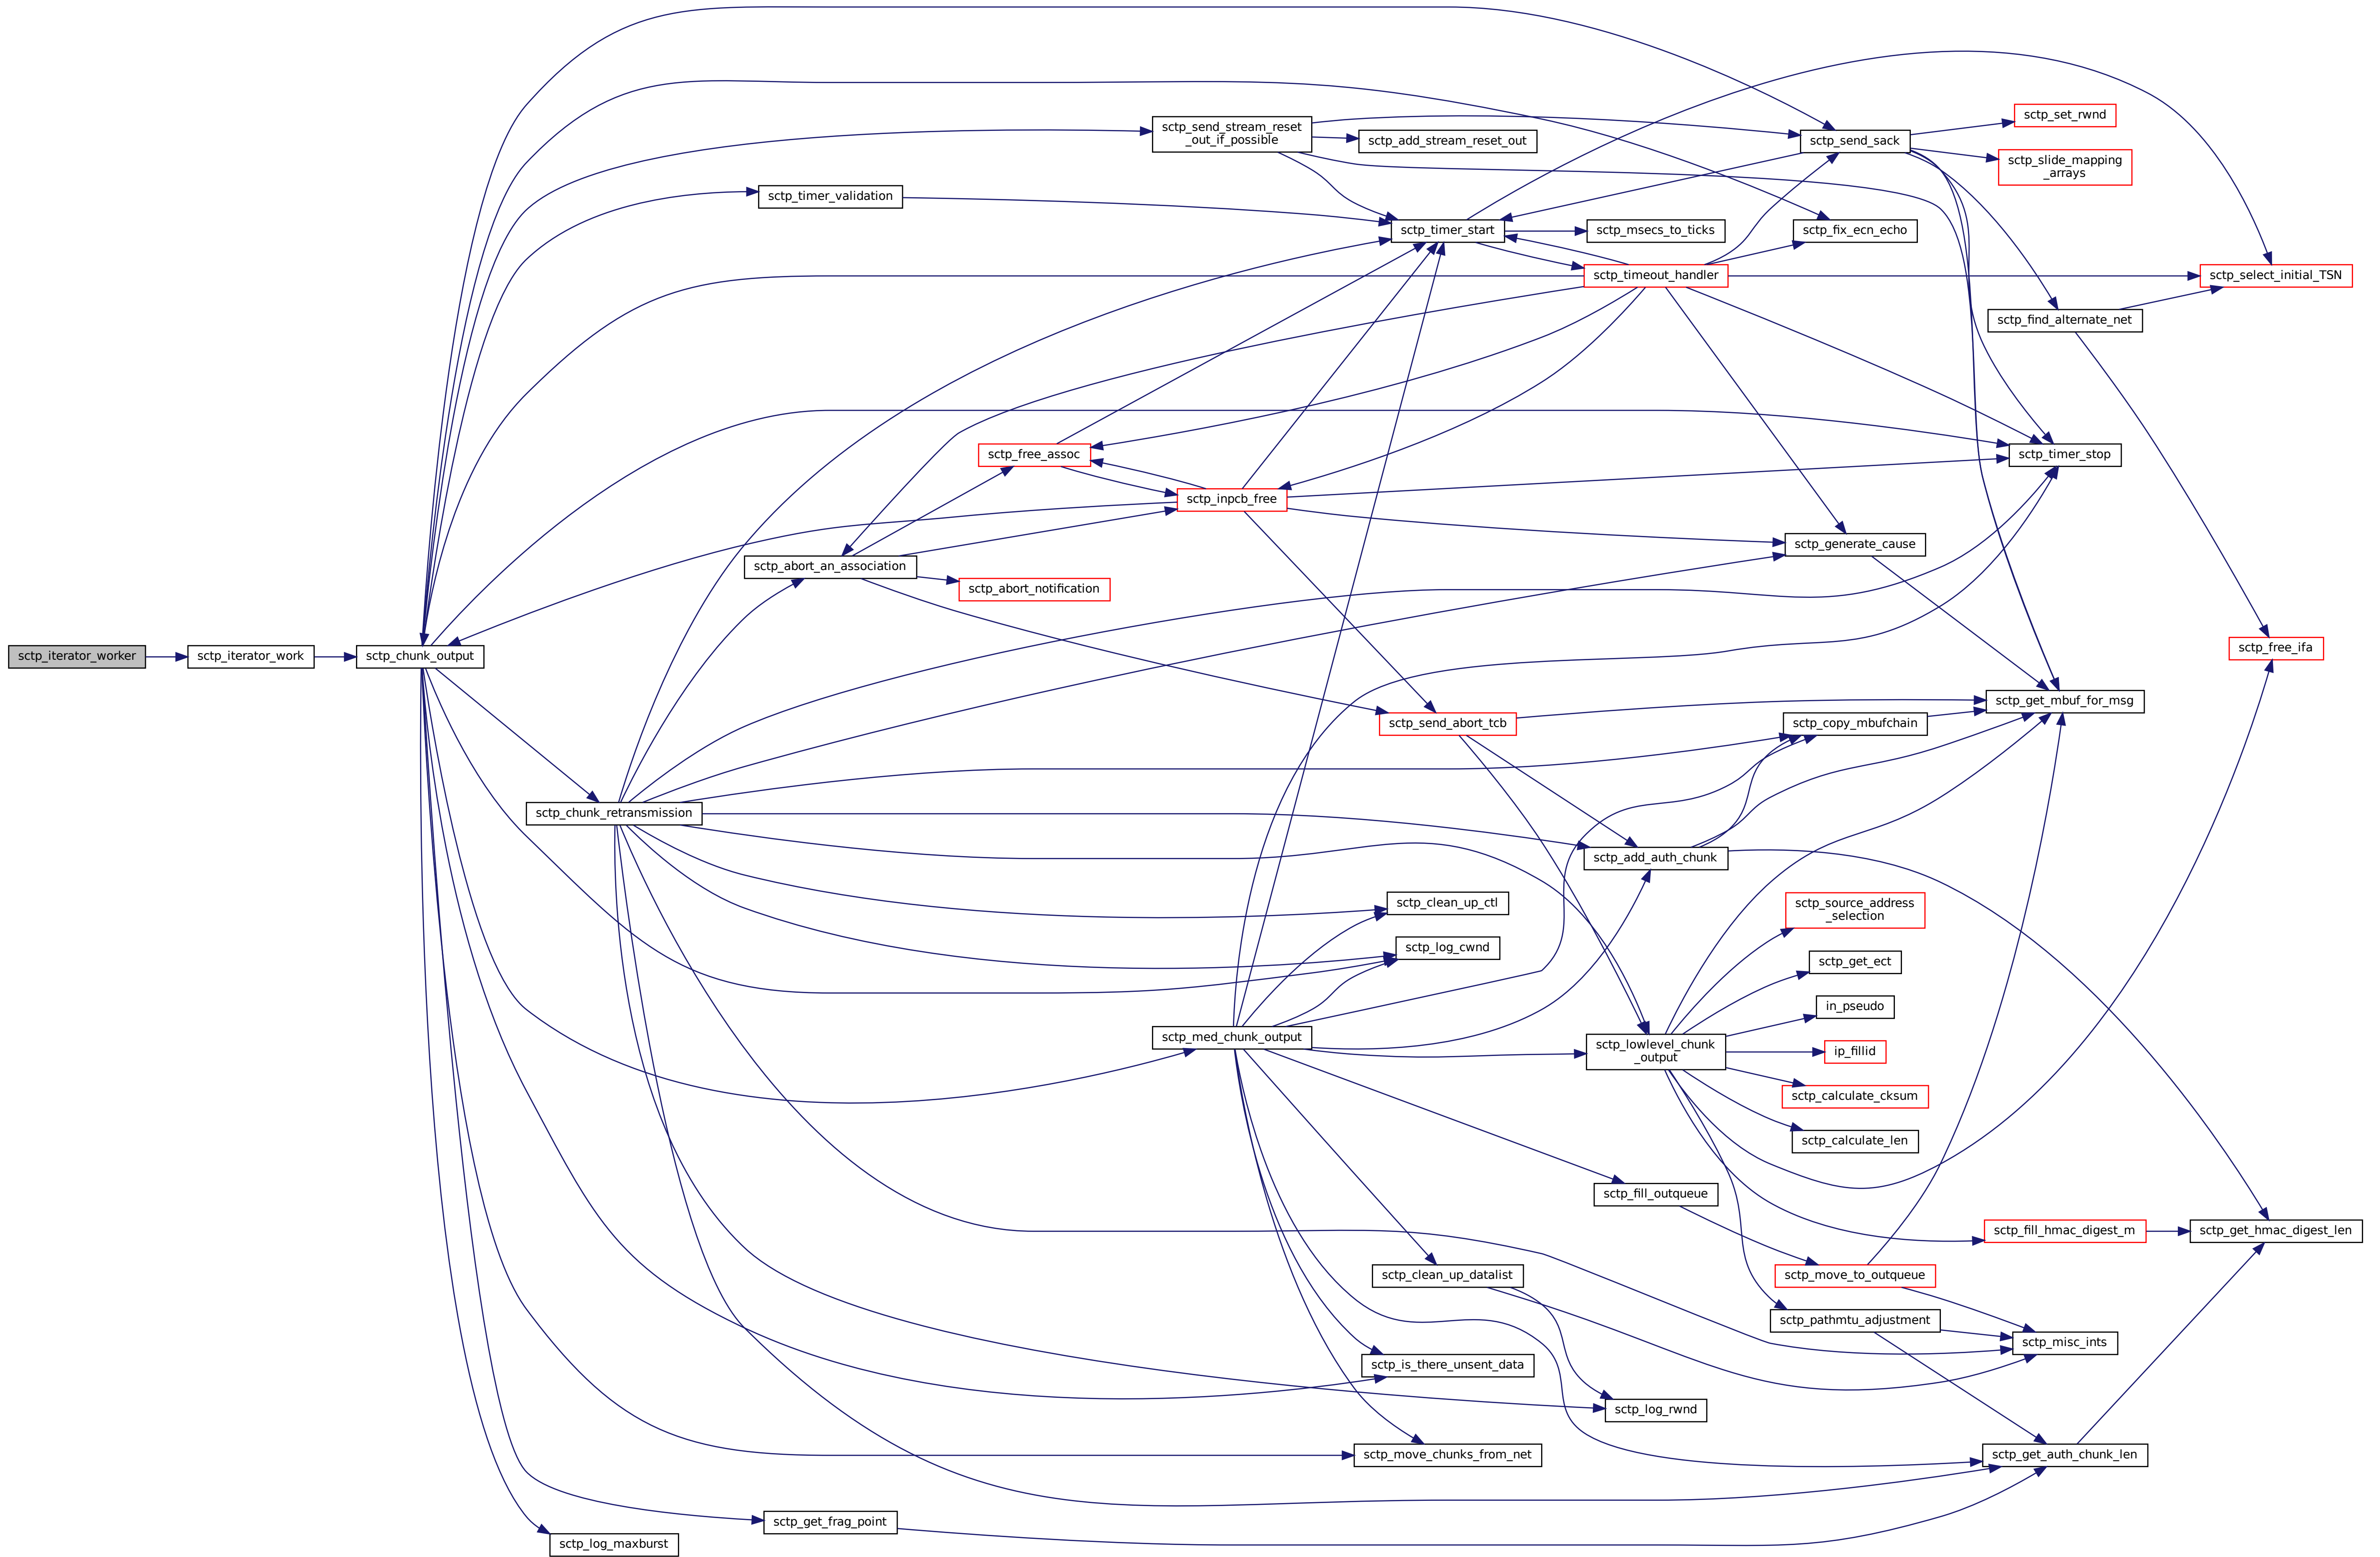 sctp_send_stream_reset
_out_if_possible
sctp_add_stream_reset_out
sctp_send_sack
sctp_set_rwnd
sctp_slide_mapping
_arrays
sctp_timer_validation
sctp_timer_start
sctp_msecs_to_ticks
sctp_fix_ecn_echo
sctp_timeout_handler
sctp_select_initial_TSN
sctp_find_alternate_net
sctp_free_assoc
sctp_timer_stop
sctp_inpcb_free
sctp_generate_cause
sctp_abort_an_association
sctp_abort_notification
sctp_iterator_worker
sctp_iterator_work
sctp_chunk_output
sctp_free_ifa
sctp_get_mbuf_for_msg
sctp_send_abort_tcb
sctp_copy_mbufchain
sctp_chunk_retransmission
sctp_add_auth_chunk
sctp_clean_up_ctl
sctp_source_address
_selection
sctp_log_cwnd
sctp_get_ect
in_pseudo
sctp_med_chunk_output
sctp_lowlevel_chunk
_output
ip_fillid
sctp_calculate_cksum
sctp_calculate_len
sctp_fill_outqueue
sctp_fill_hmac_digest_m
sctp_get_hmac_digest_len
sctp_clean_up_datalist
sctp_move_to_outqueue
sctp_pathmtu_adjustment
sctp_misc_ints
sctp_is_there_unsent_data
sctp_log_rwnd
sctp_move_chunks_from_net
sctp_get_auth_chunk_len
sctp_get_frag_point
sctp_log_maxburst